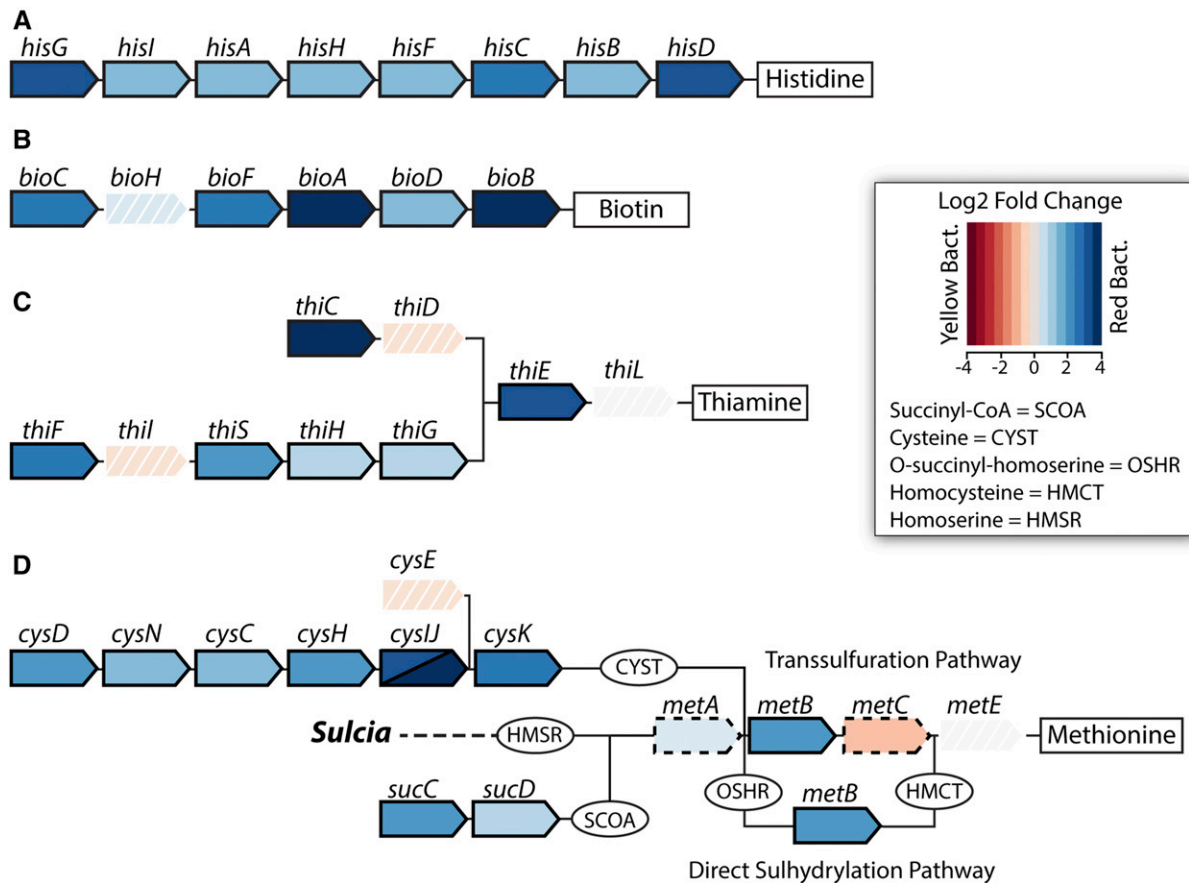 A
hisG hisI hisA hisH hisF hisC hisB hisD
Histidine
B
bioC bioH bioF bioA bioD bioB
Biotin
C
thiC thiD
thiE thiL
Thiamine
thiF thiI thiS thiH thiG
D
cysE
cysD cysN cysC cysH cysIJ cysK
CYST
Transsulfuration Pathway
metA metB metC metE
Sulcia
HMSR
Methionine
sucC sucD
SCOA
OSHR
metB
HMCT
Direct Sulhydrylation Pathway
Log2 Fold Change
Yellow Bact.
Red Bact.
-4 -2 0 2 4
Succinyl-CoA = SCOA
Cysteine = CYST
O-succinyl-homoserine = OSHR
Homocysteine = HMCT
Homoserine = HMSR